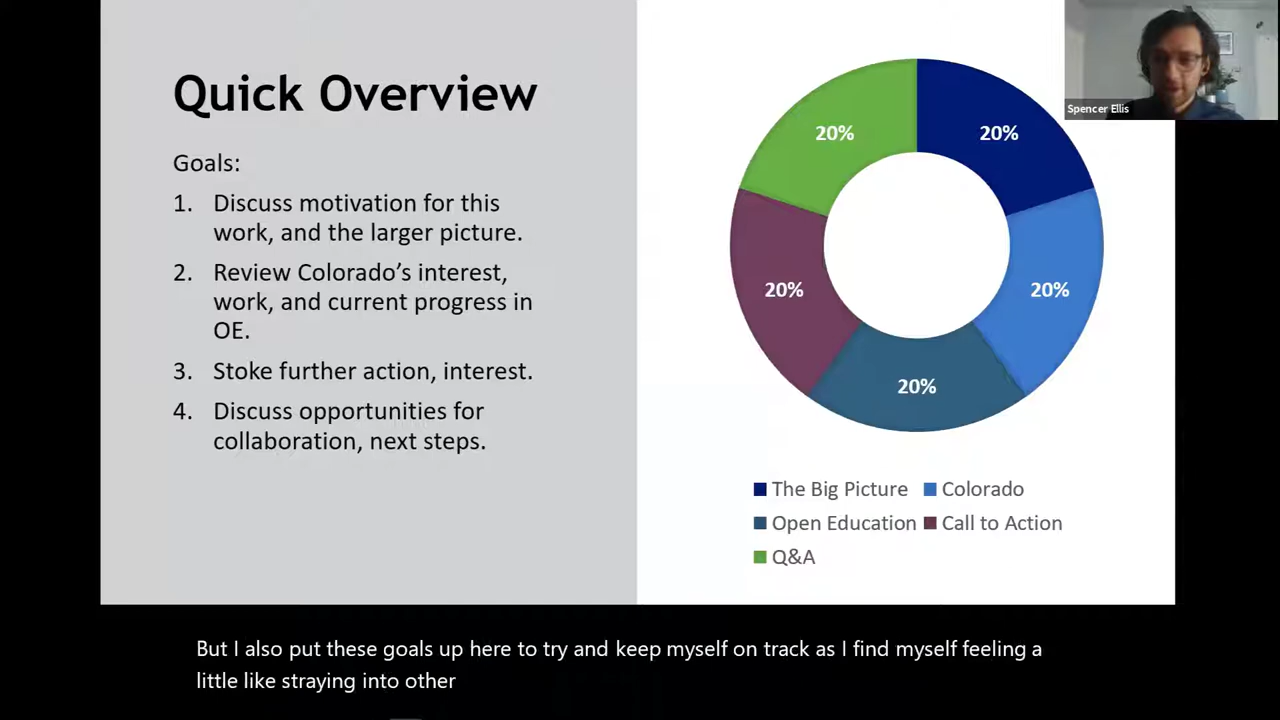 Quick Overview
Goals:
1. Discuss motivation for this
work, and the larger picture.
2. Review Colorado’s interest,
work, and current progress in
OE.
3. Stoke further action, interest.
4. Discuss opportunities for
collaboration, next steps.
20%
20%
20%
20%
20%
The Big Picture
Colorado
Open Education
Call to Action
Q&A
Spencer Ellis
But I also put these goals up here to try and keep myself on track as I find myself feeling a
little like straying into other